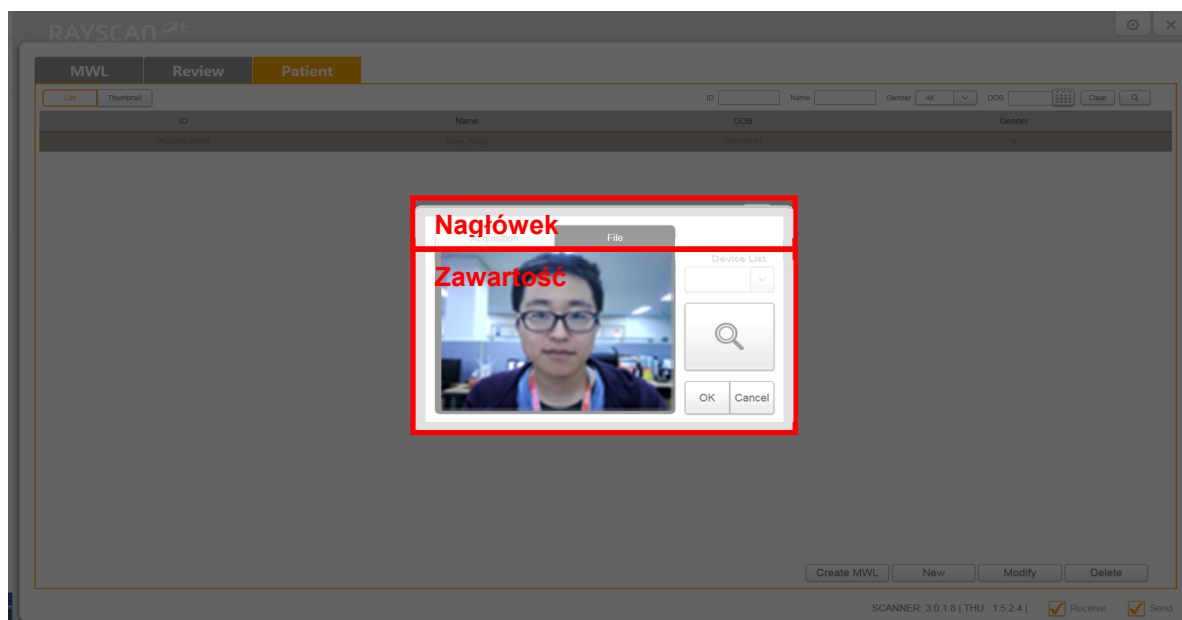 RAYSCAN α+
MWL Review Patient
List Thumbnail ID Name Gender All DOB Clear
ID Name DOB Gender
Nagłówek
Acquisition File
Zawartość
Device List
OK Cancel
Create MWL New Modify Delete
SCANNER: 3.0.1.8 | THU : 1.5.2.4 | Receive Send